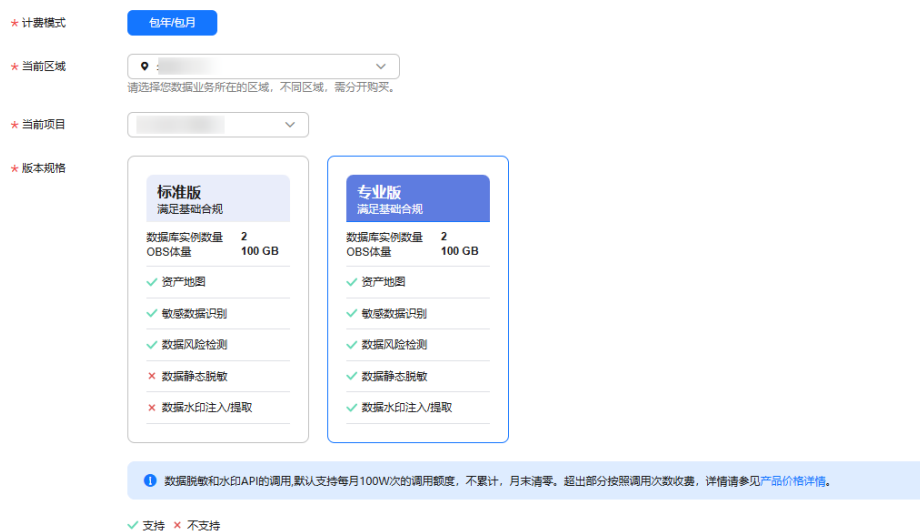 * 计费模式 包年/包月
* 当前区域
请选择您数据业务所在的区域，不同区域，需分开购买。
* 当前项目
* 版本规格
标准版
满足基础合规
数据库实例数量 2
OBS体量 100 GB
资产地图
敏感数据识别
数据风险检测
数据静态脱敏
数据水印注入/提取
专业版
满足基础合规
数据库实例数量 2
OBS体量 100 GB
资产地图
敏感数据识别
数据风险检测
数据静态脱敏
数据水印注入/提取
数据脱敏和水印API的调用,默认支持每月100W次的调用额度，不累计，月末清零。超出部分按照调用次数收费，详情请参见产品价格详情。
支持 不支持